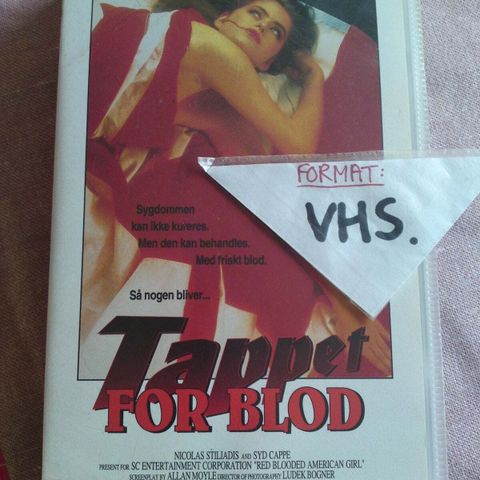 FORMAT:
VHS.
Sygdommen
kan ikke kureres.
Men den kan behandles.
Med friskt blod.
Så nogen bliver...
Tappet
FOR BLOD
NICOLAS STILIADIS AND SYD CAPPE
PRESENT FOR SC ENTERTAINMENT CORPORATION "RED BLOODED AMERICAN GIRL"
SCREENPLAY BY ALLAN MOYLE DIRECTOR OF PHOTOGRAPHY LUDEK BOGNER